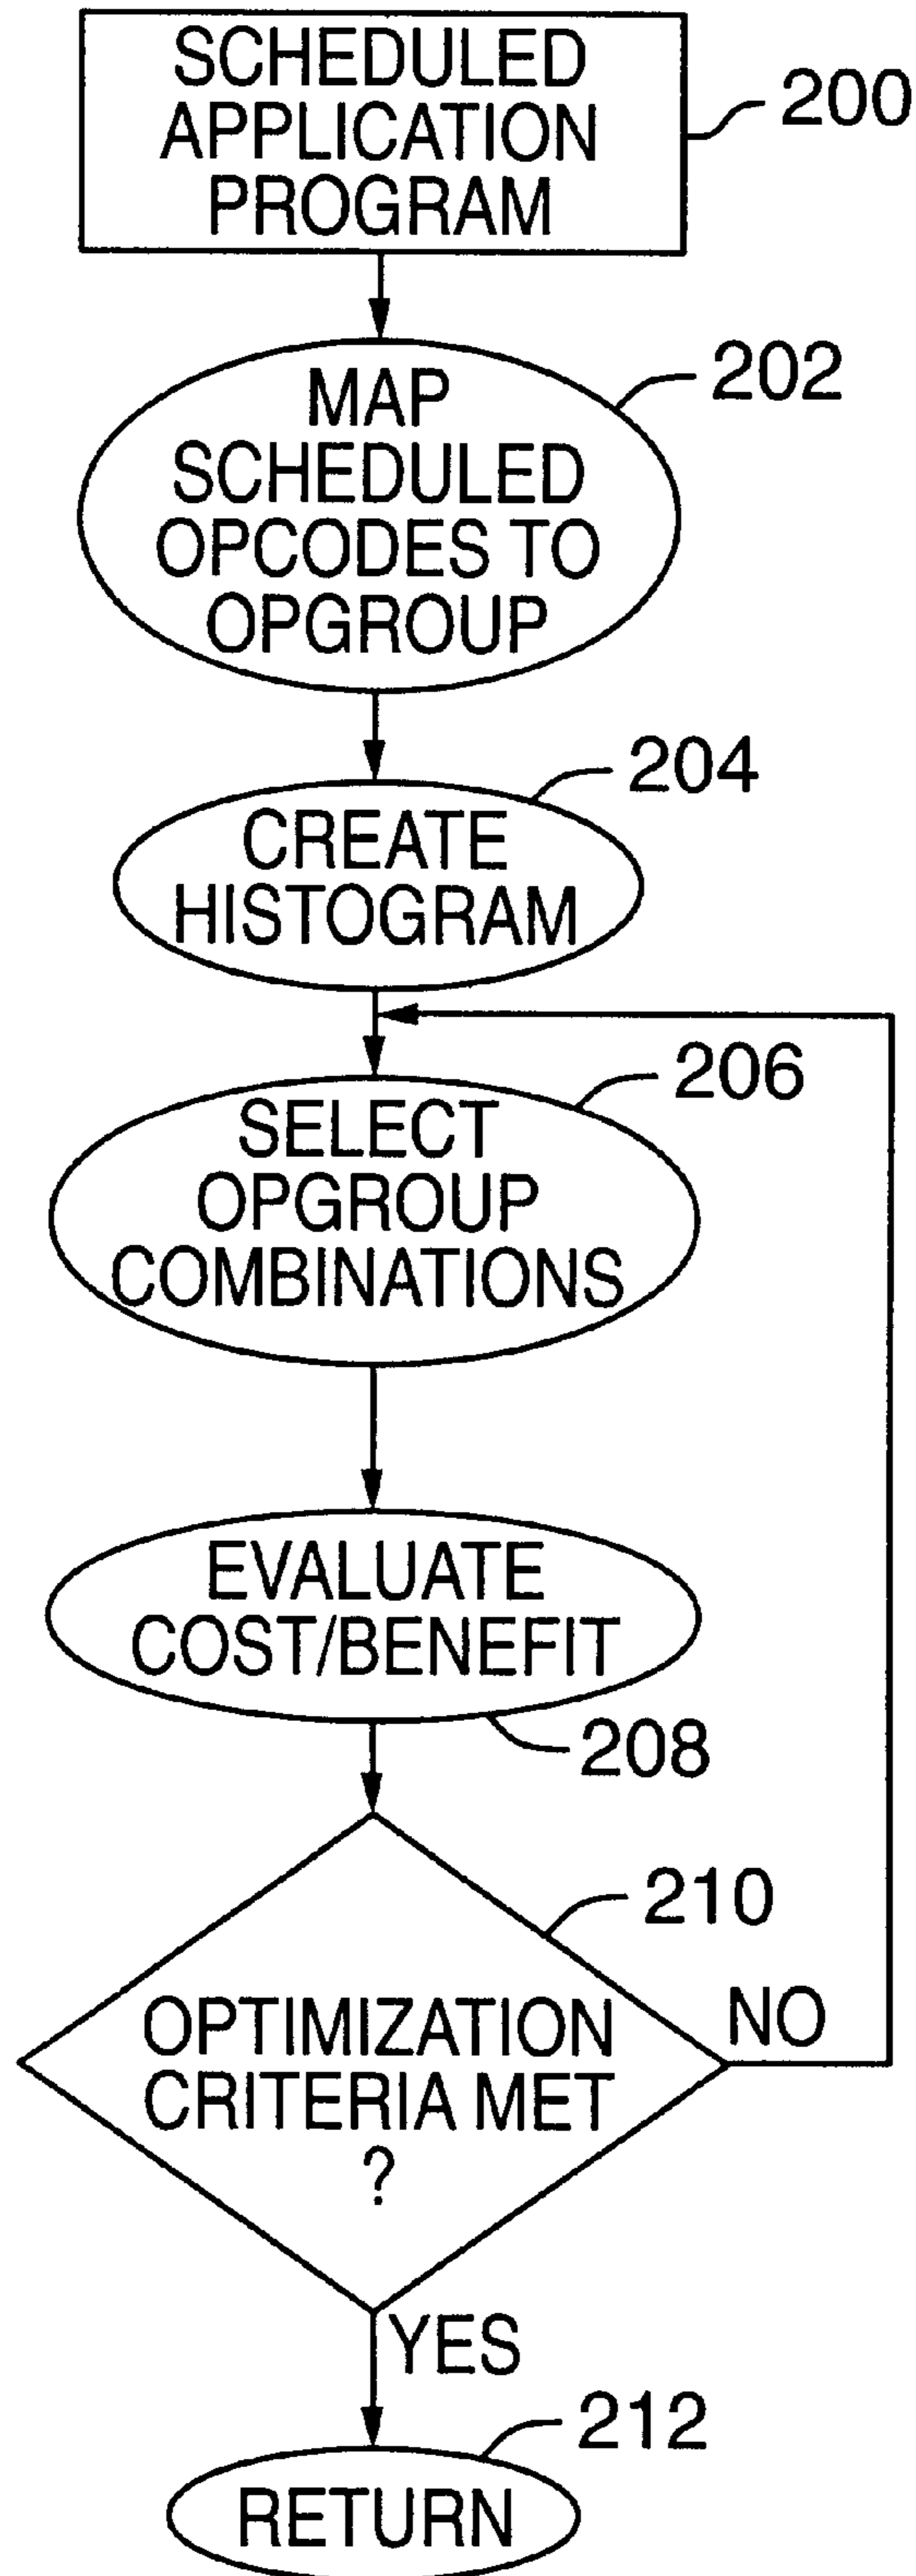 SCHEDULED
APPLICATION
PROGRAM
200
MAP
SCHEDULED
OPCODES TO
OPGROUP
202
CREATE
HISTOGRAM
204
SELECT
OPGROUP
COMBINATIONS
206
EVALUATE
COST/BENEFIT
208
OPTIMIZATION
CRITERIA MET
?
210
NO
YES
RETURN
212